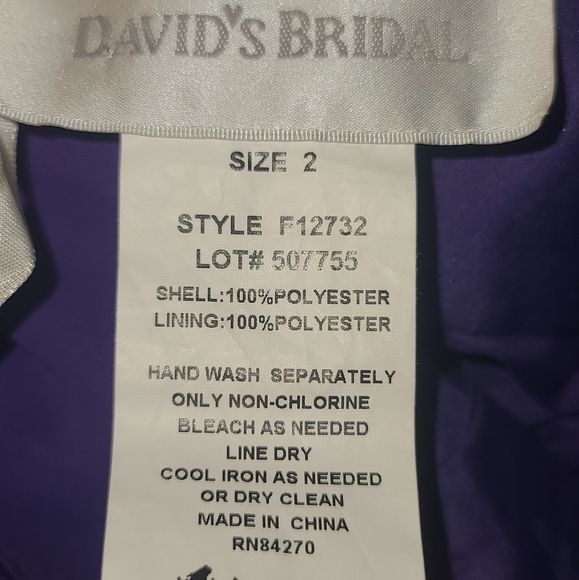 DAVID'S BRIDAL
SIZE 2
STYLE F12732
LOT# 507755
SHELL:100%POLYESTER
LINING:100%POLYESTER
HAND WASH SEPARATELY
ONLY NON-CHLORINE
BLEACH AS NEEDED
LINE DRY
COOL IRON AS NEEDED
OR DRY CLEAN
MADE IN CHINA
RN84270